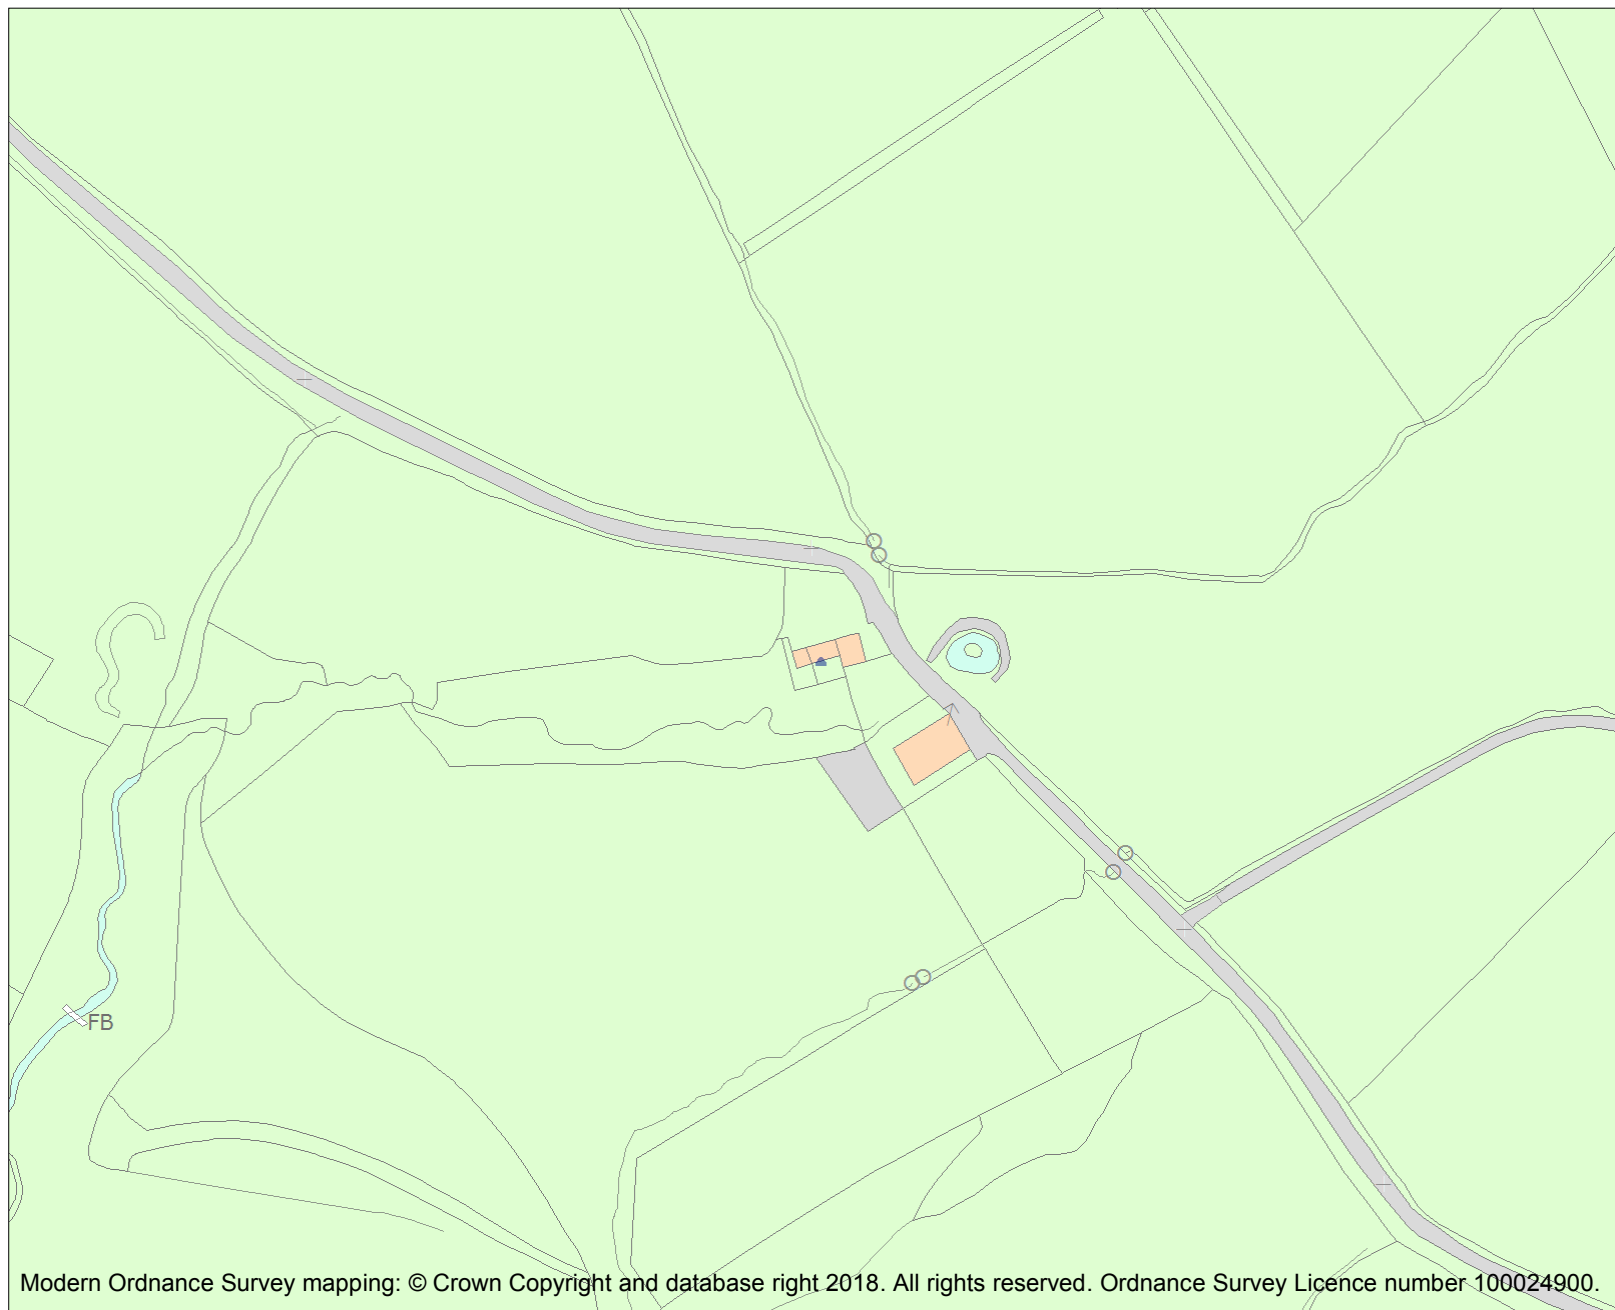 FB
Modern Ordnance Survey mapping: © Crown Copyright and database right 2018. All rights reserved. Ordnance Survey Licence number 100024900.